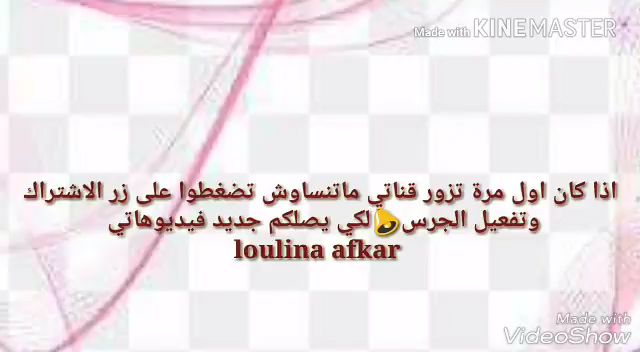 Made with KINEMASTER
اذا كان اول مرة تزور قناتي ماتنساوش تضغطوا على زر الاشتراك
وتفعيل الجرس🔔لكي يصلكم جديد فيديوهاتي
loulina afkar
Made with
VideoShow